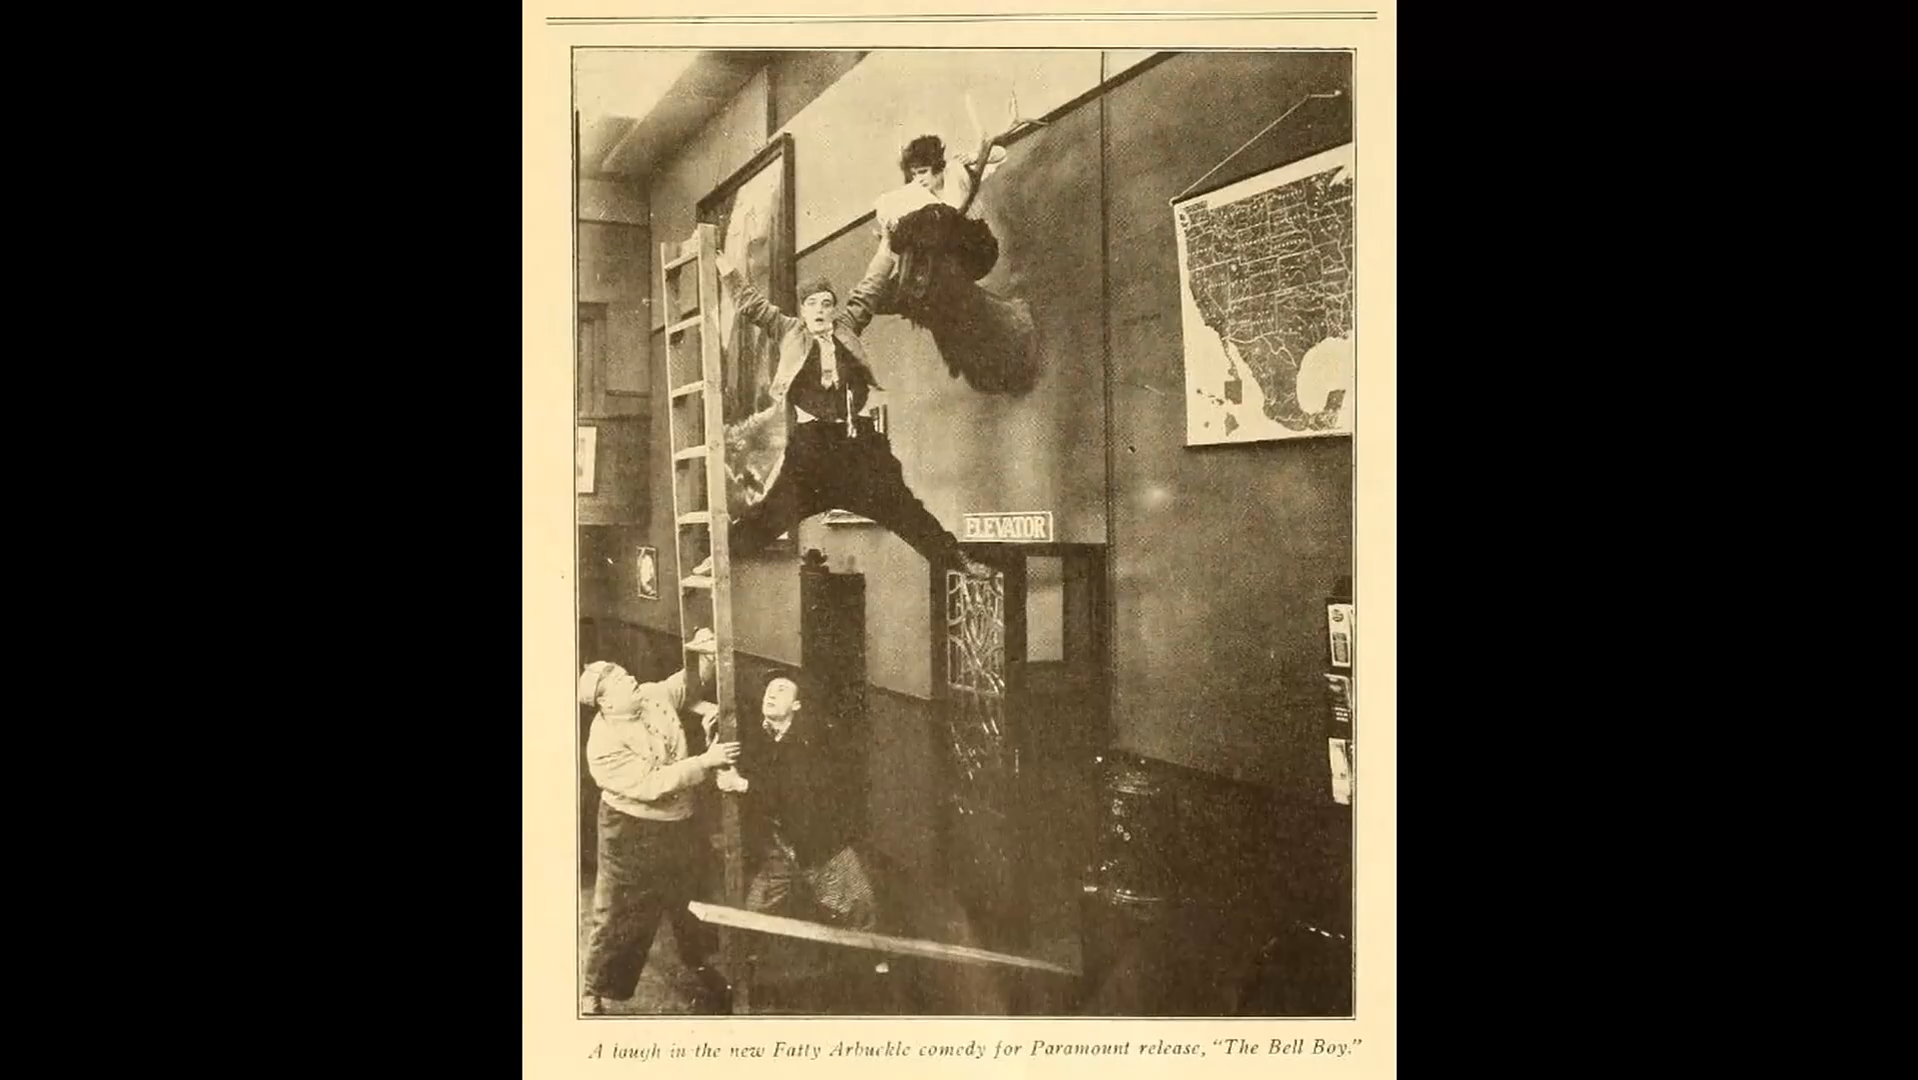 ELEVATOR
A laugh in the new Fatty Arbuckle comedy for Paramount release, "The Bell Boy."